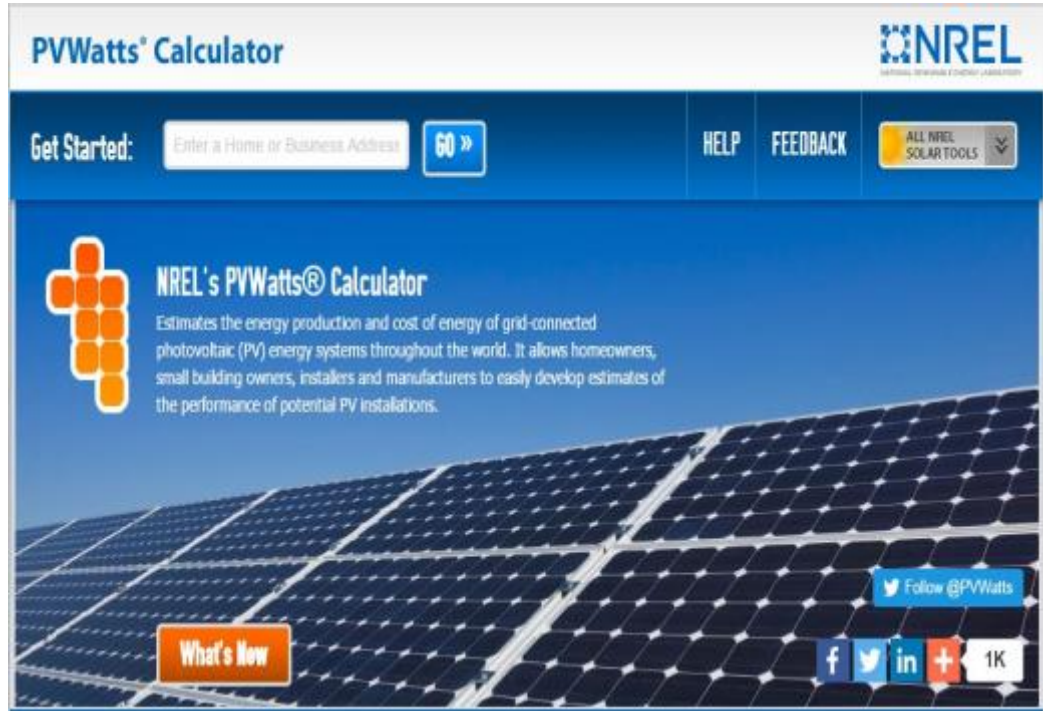 PVWatts® Calculator
NREL
NATIONAL RENEWABLE ENERGY LABORATORY
Get Started:
Enter a Home or Business Address
GO »
HELP
FEEDBACK
ALL NREL
SOLAR TOOLS
NREL's PVWatts® Calculator
Estimates the energy production and cost of energy of grid-connected
photovoltaic (PV) energy systems throughout the world. It allows homeowners,
small building owners, installers and manufacturers to easily develop estimates of
the performance of potential PV installations.
Follow @PVWatts
What's New
f
in
+
1K